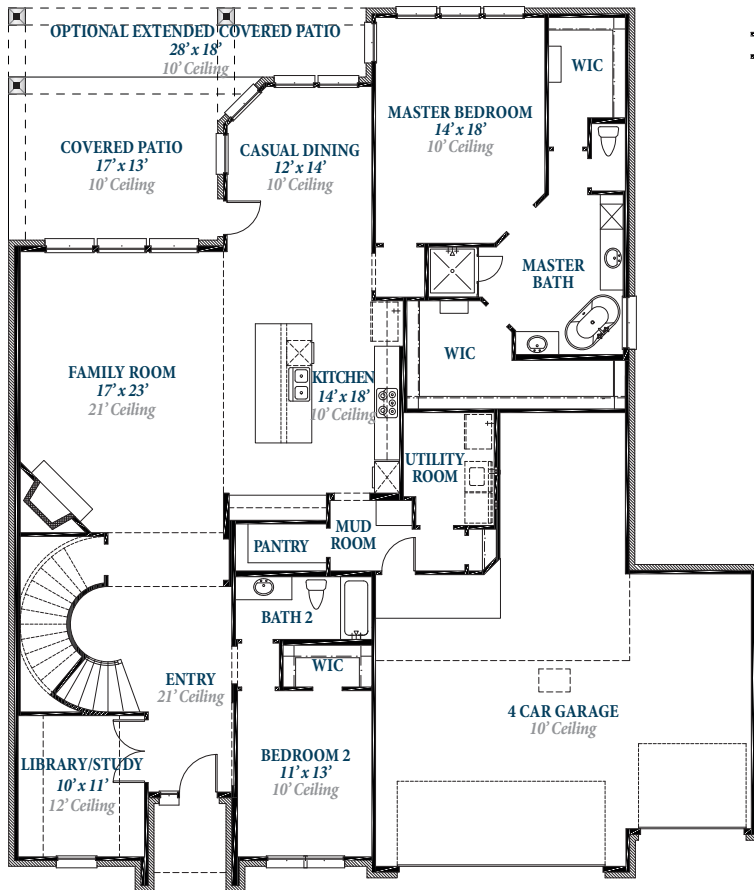 OPTIONAL EXTENDED COVERED PATIO
28' x 18'
10' Ceiling
WIC
MASTER BEDROOM
14' x 18'
10' Ceiling
COVERED PATIO
17' x 13'
10' Ceiling
CASUAL DINING
12' x 14'
10' Ceiling
MASTER
BATH
WIC
FAMILY ROOM
17' x 23'
21' Ceiling
KITCHEN
14' x 18'
10' Ceiling
UTILITY
ROOM
MUD
ROOM
PANTRY
BATH 2
WIC
ENTRY
21' Ceiling
4 CAR GARAGE
10' Ceiling
LIBRARY/STUDY
10' x 11'
12' Ceiling
BEDROOM 2
11' x 13'
10' Ceiling